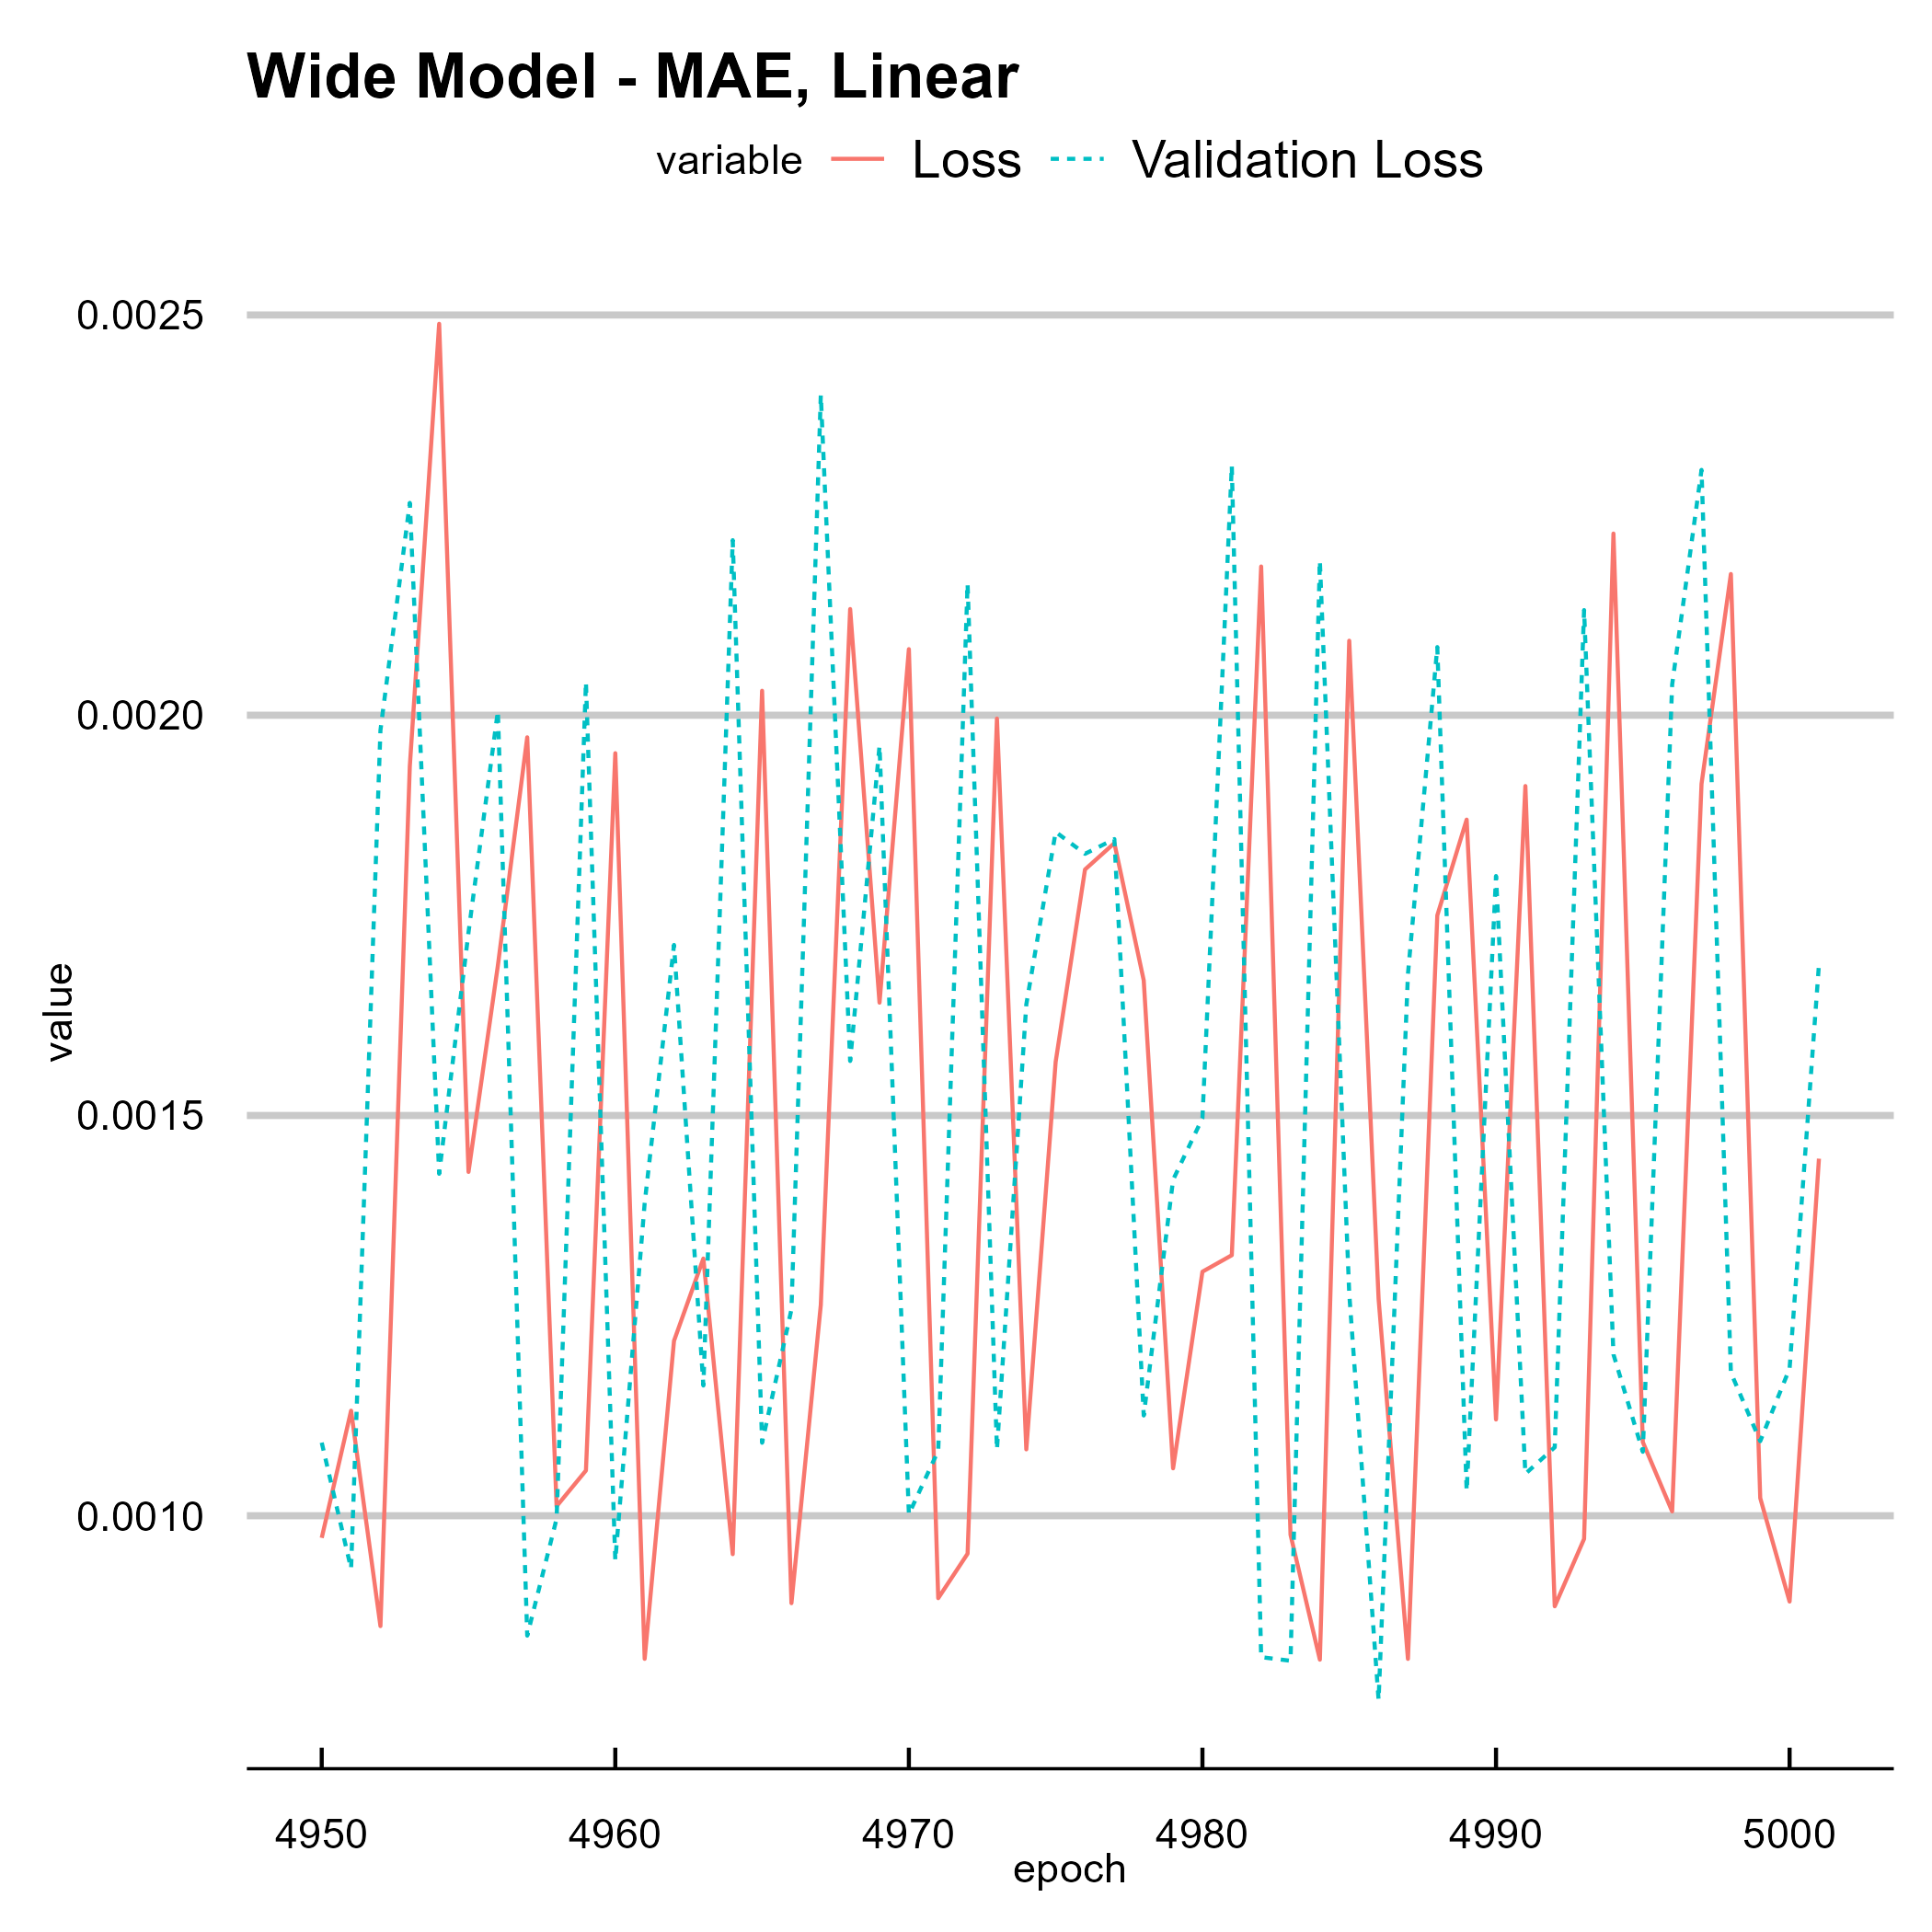 Wide Model - MAE, Linear
variable Loss Validation Loss
0.0025
0.0020
0.0015
0.0010
value
4950 4960 4970 4980 4990 5000
epoch